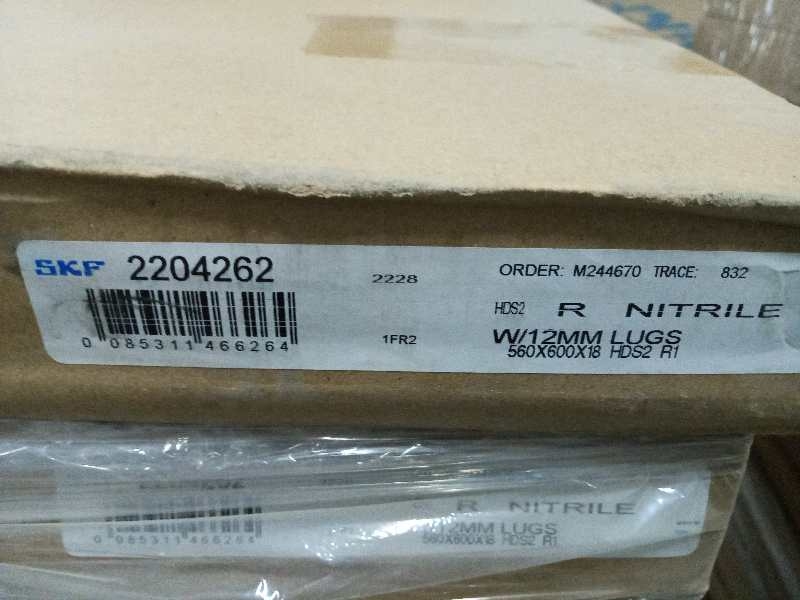 SKF 2204262 2228 ORDER: M244670 TRACE: 832
HDS2 R NITRILE
0 085311 466264 1FR2 W/12MM LUGS
560X600X18 HDS2 R1
R NITRILE
W/12MM LUGS
0 085311 466264 560X600X18 HDS2 R1